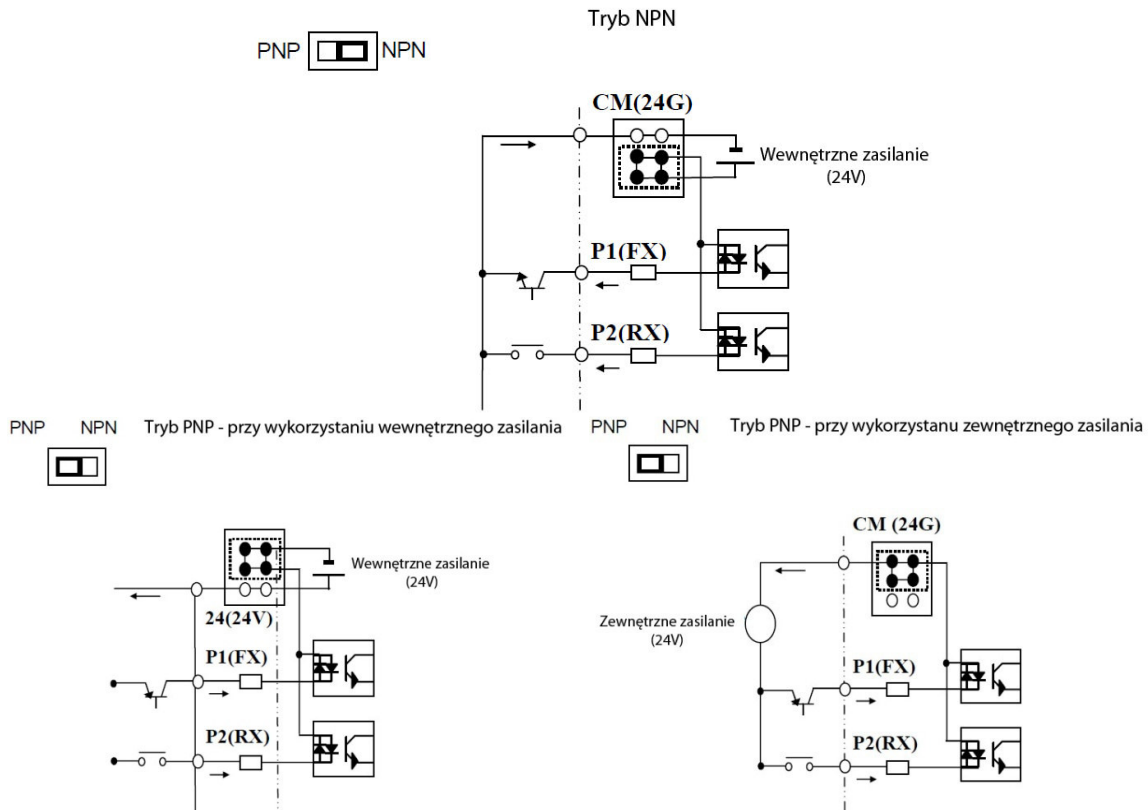 Tryb NPN
PNP NPN
CM(24G)
Wewnętrzne zasilanie
(24V)
P1(FX)
P2(RX)
PNP NPN Tryb PNP - przy wykorzystaniu wewnętrznego zasilania
PNP NPN Tryb PNP - przy wykorzystanu zewnętrznego zasilania
Wewnętrzne zasilanie
(24V)
24(24V)
P1(FX)
P2(RX)
CM (24G)
Zewnętrzne zasilanie
(24V)
P1(FX)
P2(RX)